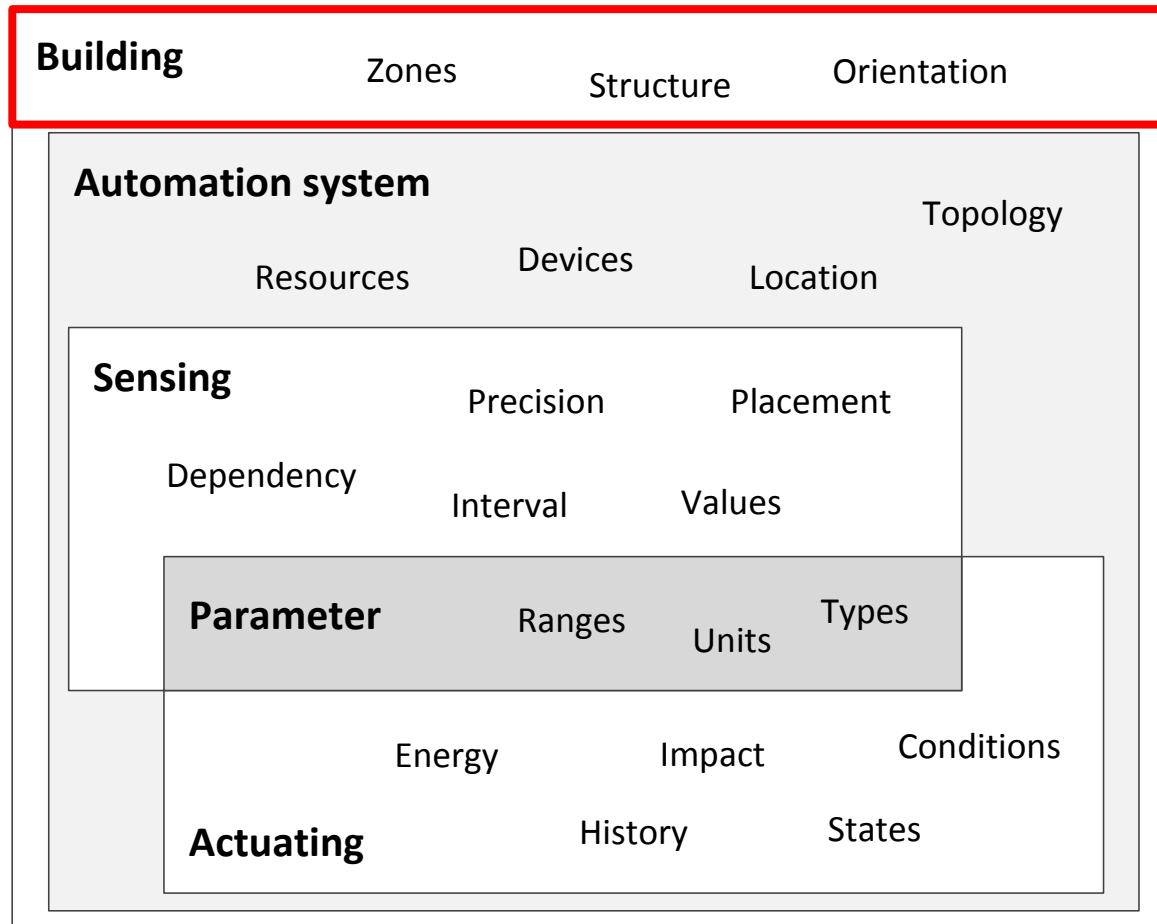 Building Zones Structure Orientation
Automation system
Topology
Resources Devices Location
Sensing
Precision Placement
Dependency
Interval Values
Parameter Ranges Units Types
Energy Impact Conditions
Actuating History States